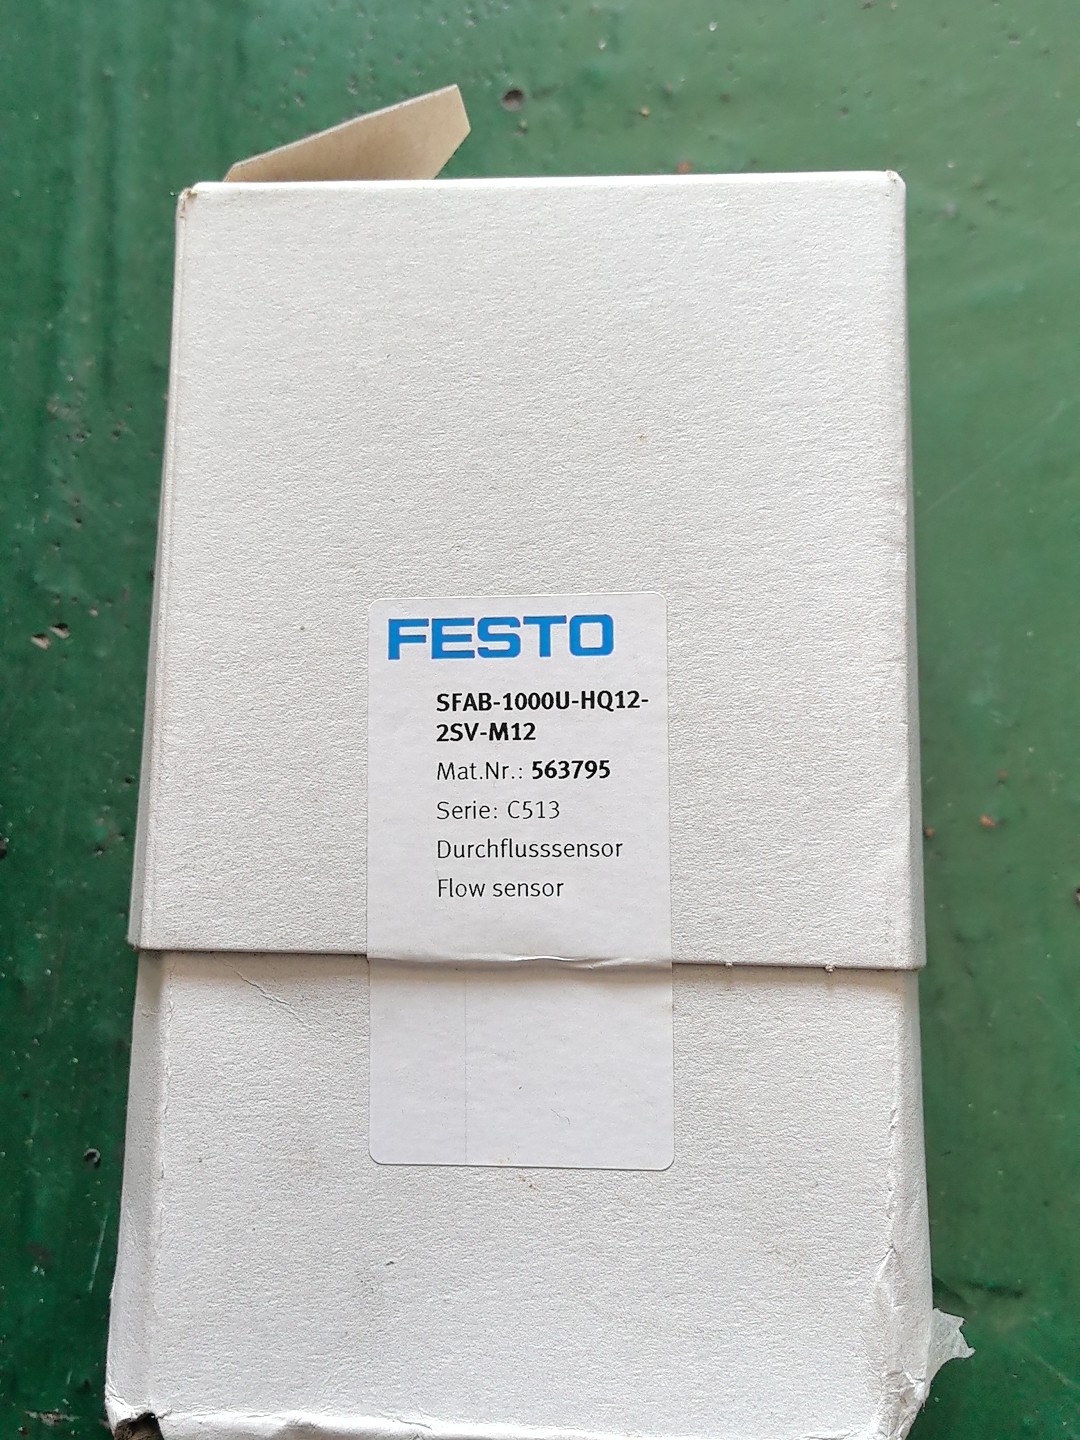 FESTO
SFAB-1000U-HQ12-
2SV-M12
Mat.Nr.: 563795
Serie: C513
Durchflusssensor
Flow sensor